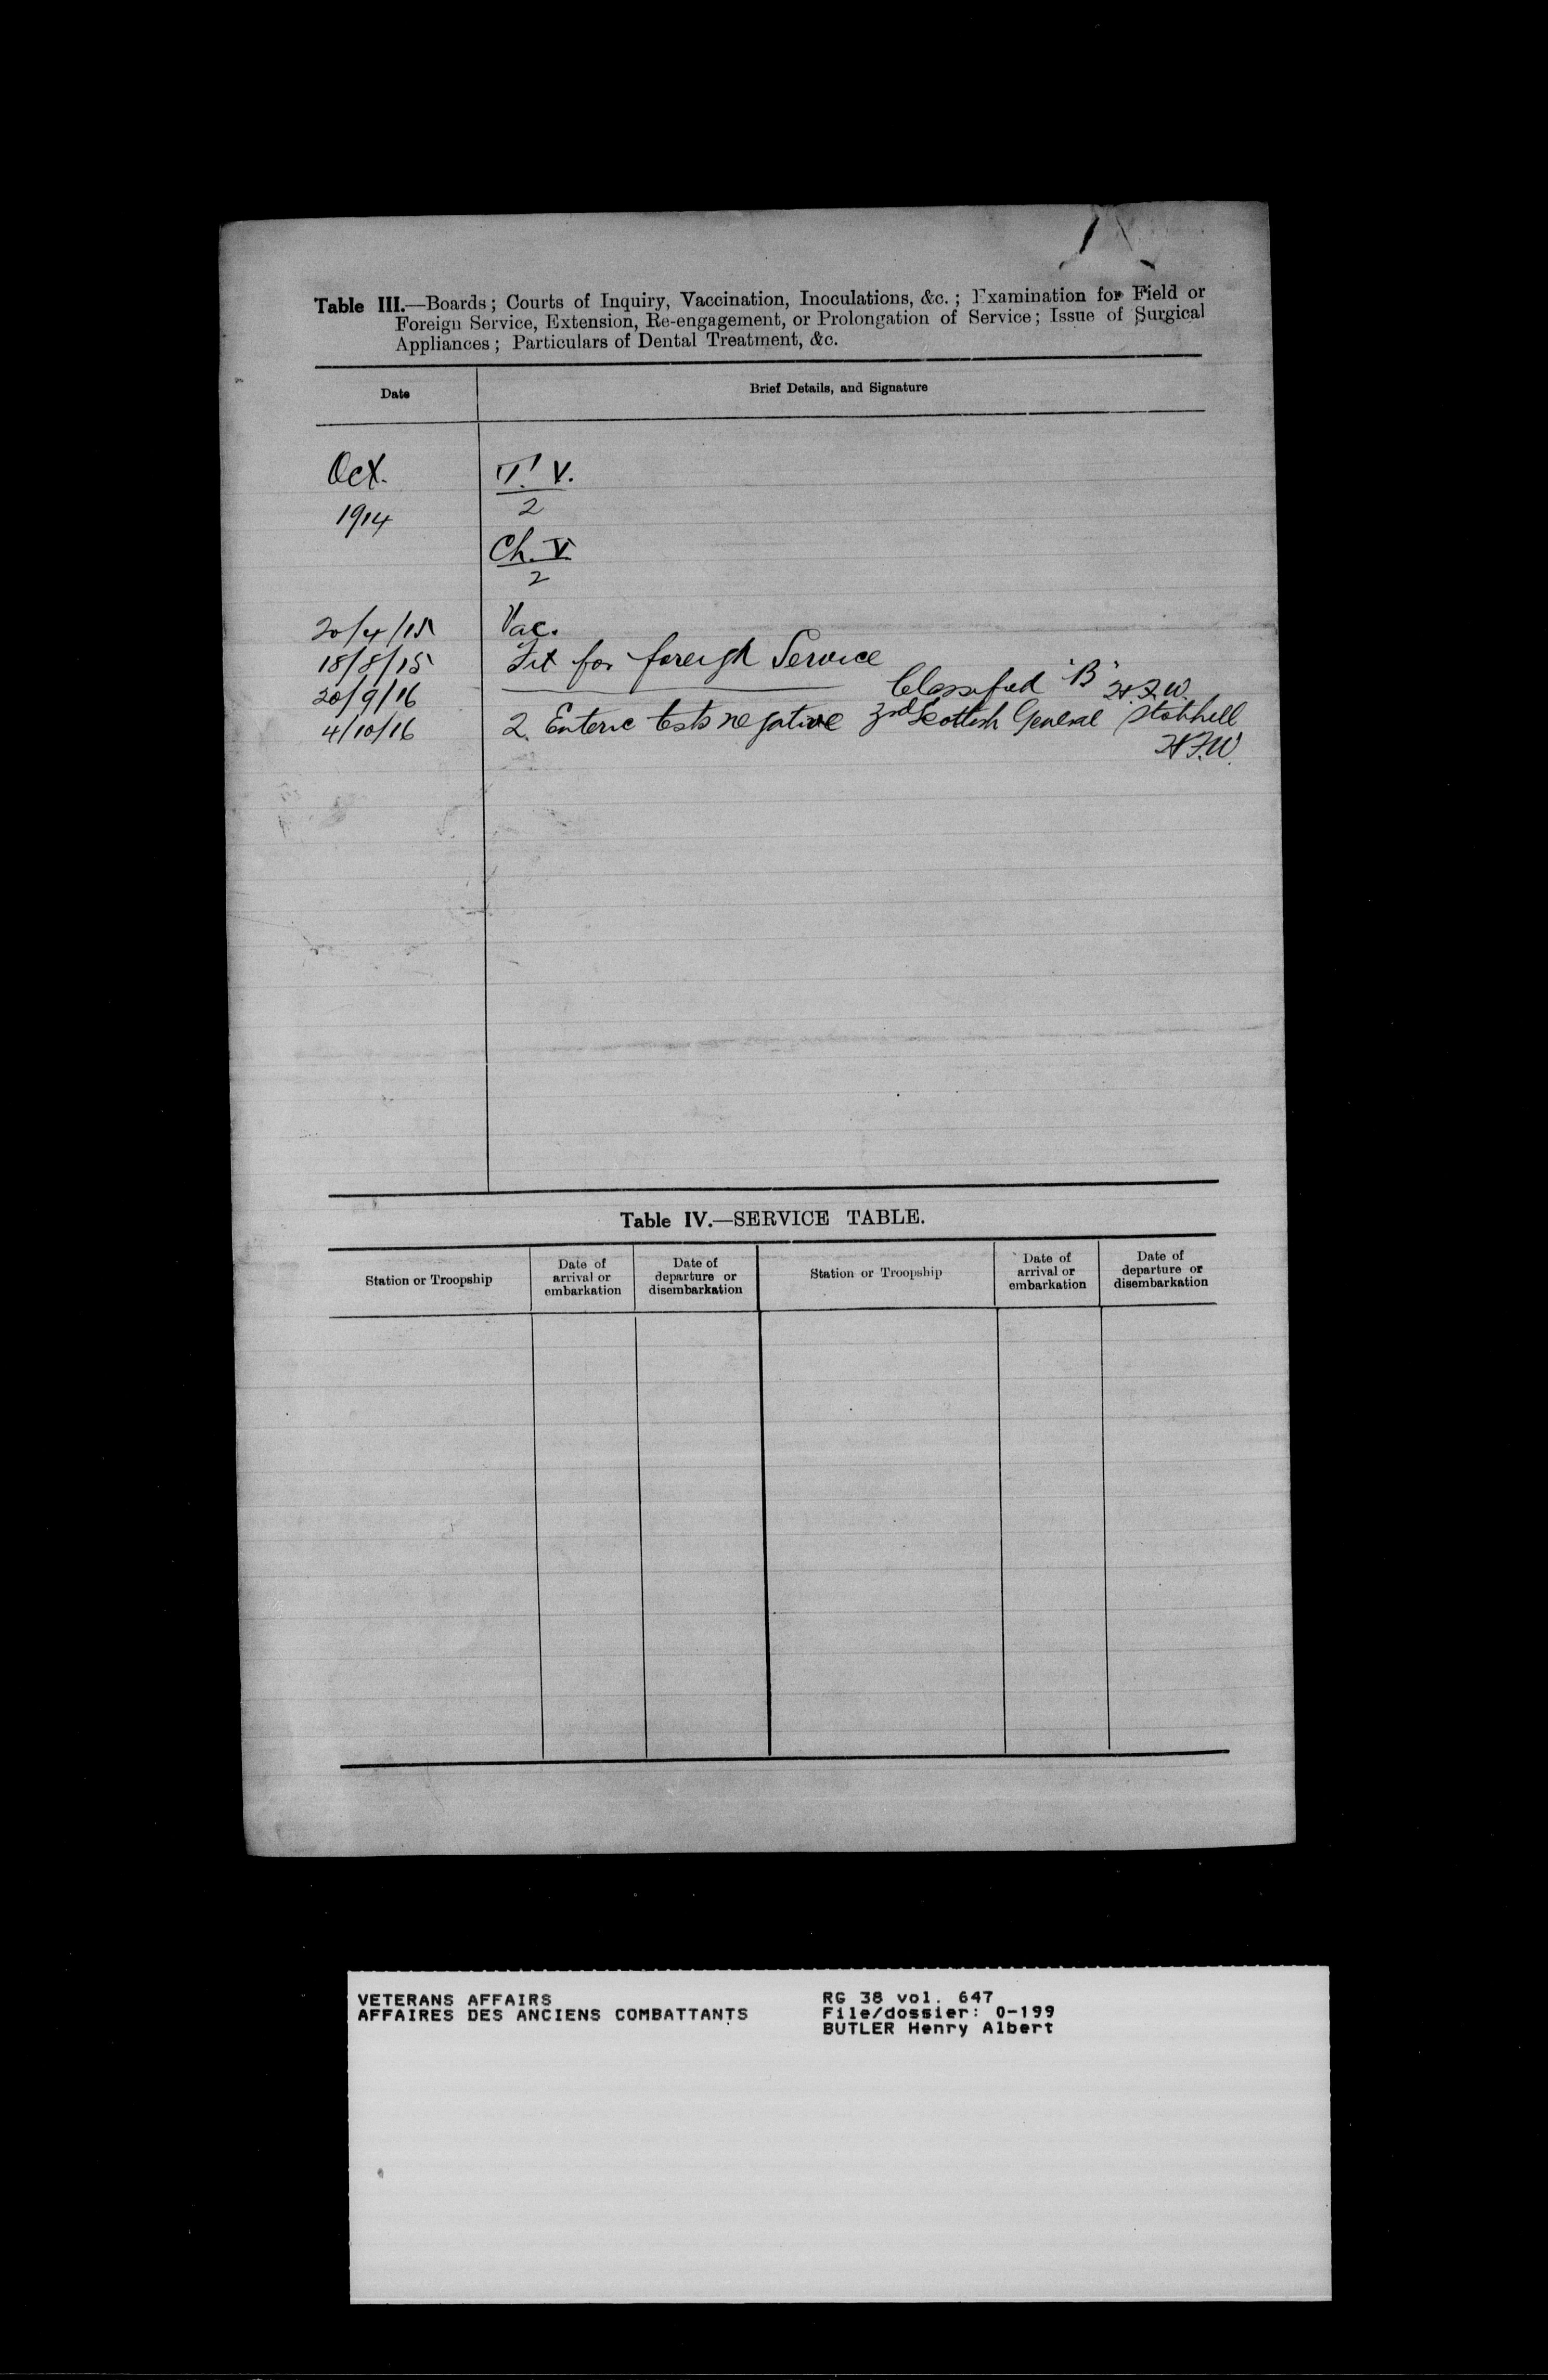 Table III.—Boards; Courts of Inquiry, Vaccination, Inoculations, &c.; Examination for Field or
Foreign Service, Extension, Re-engagement, or Prolongation of Service; Issue of Surgical
Appliances; Particulars of Dental Treatment, &c.
Date Brief Details, and Signature
Oct. T. V.
1914 2
Ch. V.
2
20/4/15 Vac.
18/8/15 Fit for foreign Service
20/9/16 Classified "B" H.F.W.
4/10/16 2 Enteric tests negative 3rd Scottish General Stobhill
H.F.W.
Table IV.—SERVICE TABLE.
Station or Troopship Date of arrival or embarkation Date of departure or disembarkation Station or Troopship Date of arrival or embarkation Date of departure or disembarkation
VETERANS AFFAIRS RG 38 vol. 647
AFFAIRES DES ANCIENS COMBATTANTS File/dossier: 0-199
BUTLER Henry Albert